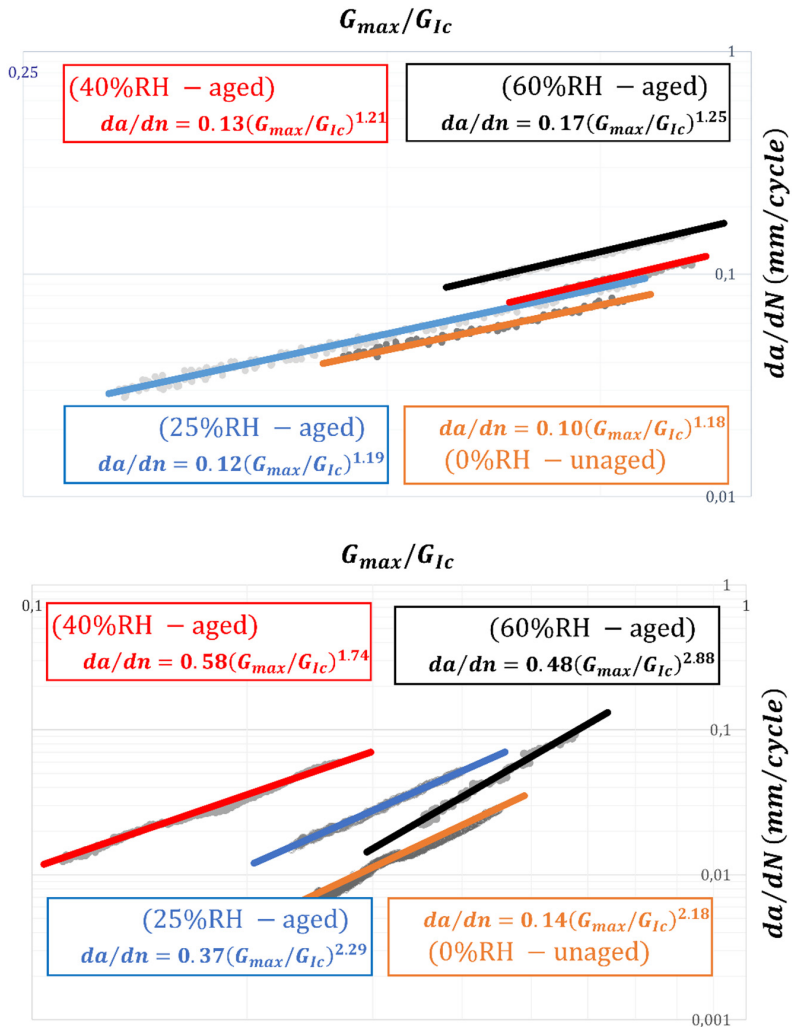 G_max/G_Ic
0,25
1
(40%RH − aged)
da/dn = 0.13(G_max/G_Ic)^1.21
(60%RH − aged)
da/dn = 0.17(G_max/G_Ic)^1.25
0,1
da/dN (mm/cycle)
(25%RH − aged)
da/dn = 0.12(G_max/G_Ic)^1.19
da/dn = 0.10(G_max/G_Ic)^1.18
(0%RH − unaged)
0,01
G_max/G_Ic
0,1
1
1
(40%RH − aged)
da/dn = 0.58(G_max/G_Ic)^1.74
(60%RH − aged)
da/dn = 0.48(G_max/G_Ic)^2.88
0,1
da/dN (mm/cycle)
0,01
(25%RH − aged)
da/dn = 0.37(G_max/G_Ic)^2.29
da/dn = 0.14(G_max/G_Ic)^2.18
(0%RH − unaged)
0,001